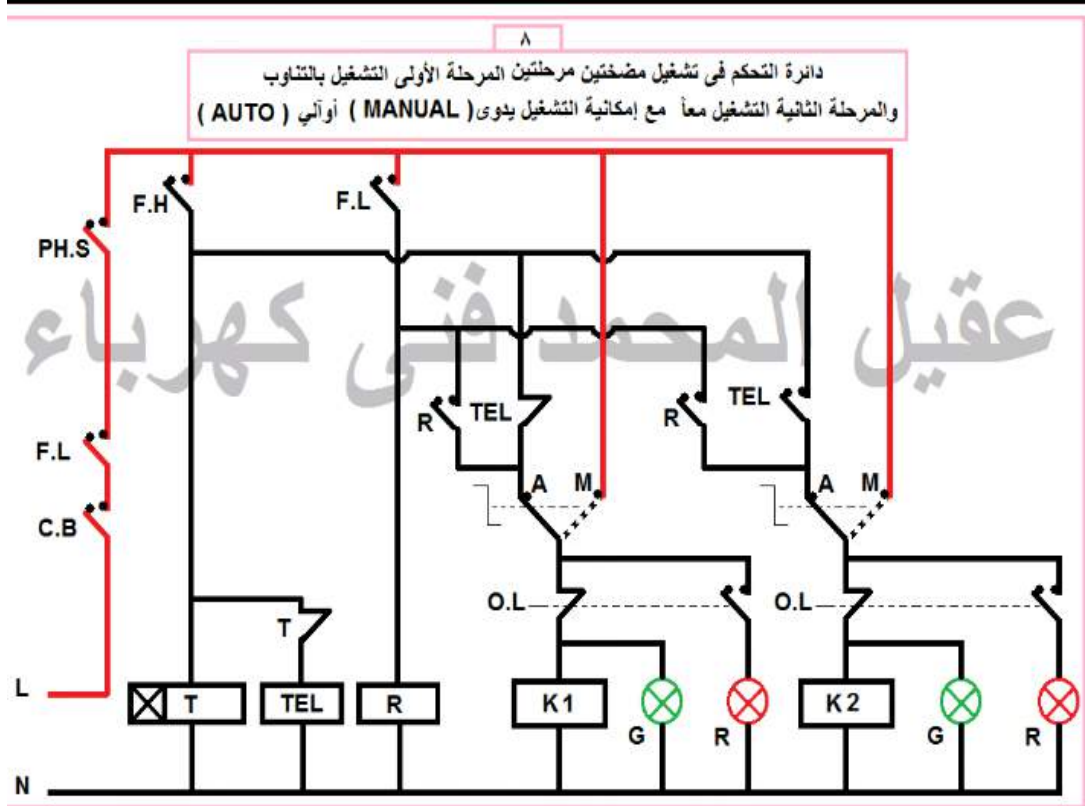 ٨
دائرة التحكم فى تشغيل مضختين مرحلتين المرحلة الأولى التشغيل بالتناوب
والمرحلة الثانية التشغيل معاً مع إمكانية التشغيل يدوى ( MANUAL ) أوآلي ( AUTO )
F.H
F.L
PH.S
عقيل المحمد فنى كهرباء
R
TEL
R
TEL
F.L
A
M
A
M
C.B
O.L
O.L
T
L
T
TEL
R
K1
K2
G
R
G
R
N